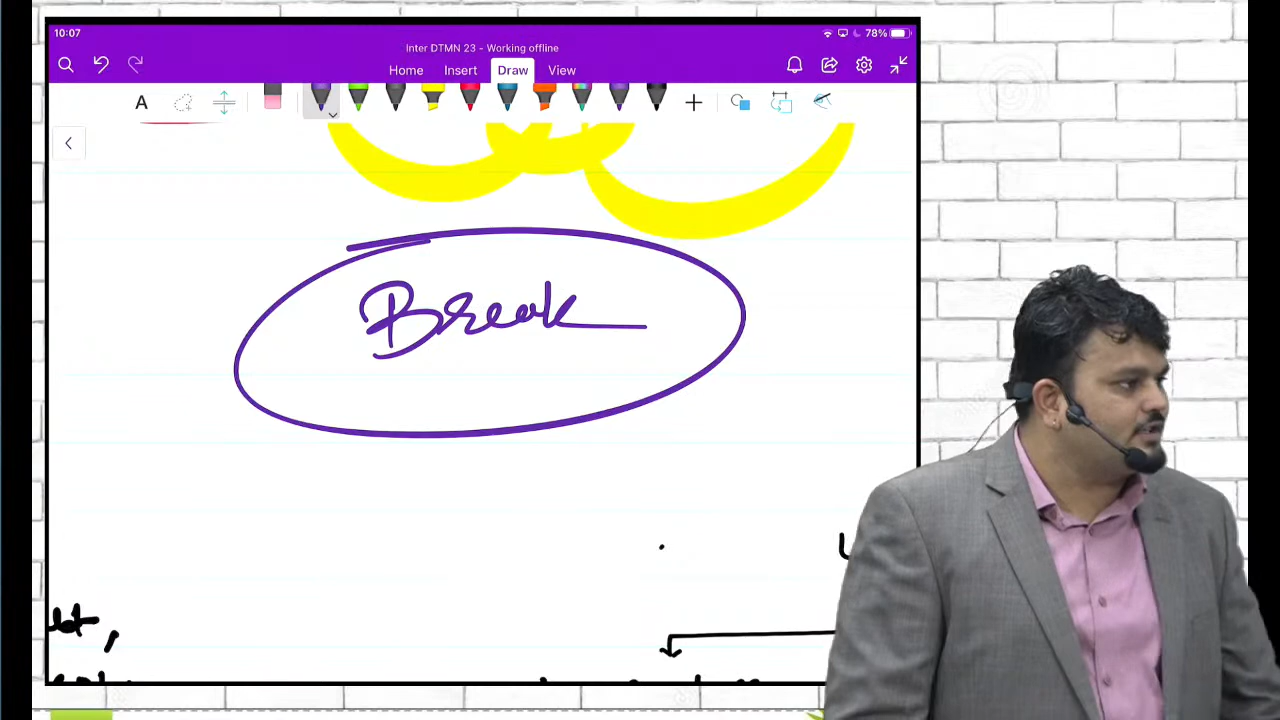 10:07
78%
Inter DTMN 23 - Working offline
Home Insert Draw View
A
Break